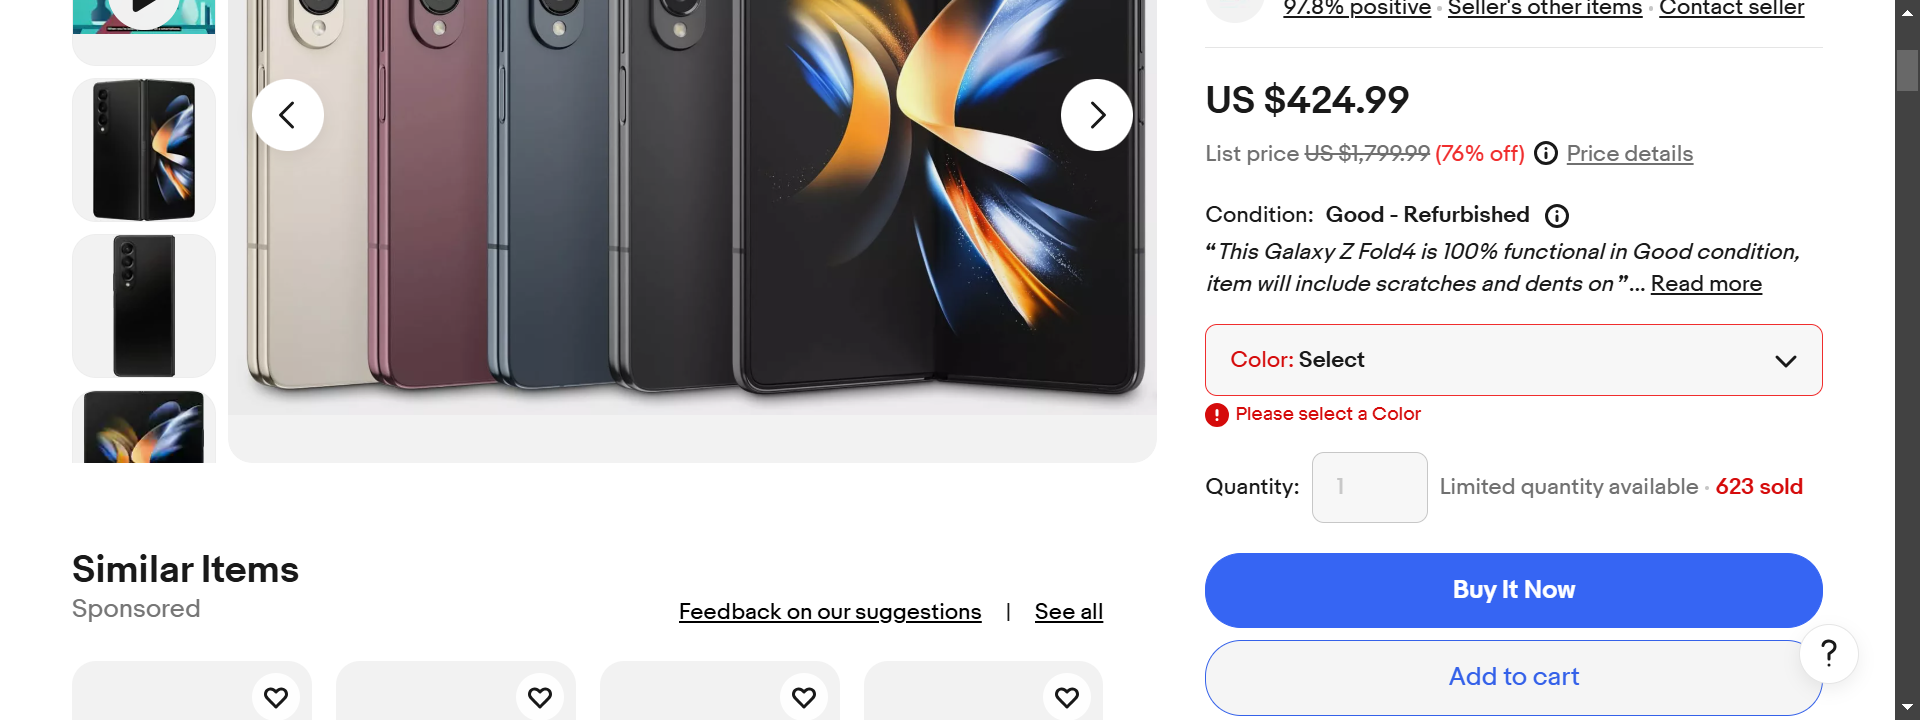 97.8% positive · Seller's other items · Contact seller
US $424.99
List price US $1,799.99 (76% off) Price details
Condition: Good - Refurbished
“This Galaxy Z Fold4 is 100% functional in Good condition,
item will include scratches and dents on”... Read more
Color: Select
Please select a Color
Quantity: 1 Limited quantity available · 623 sold
Buy It Now
Add to cart
?
Similar Items
Sponsored
Feedback on our suggestions | See all